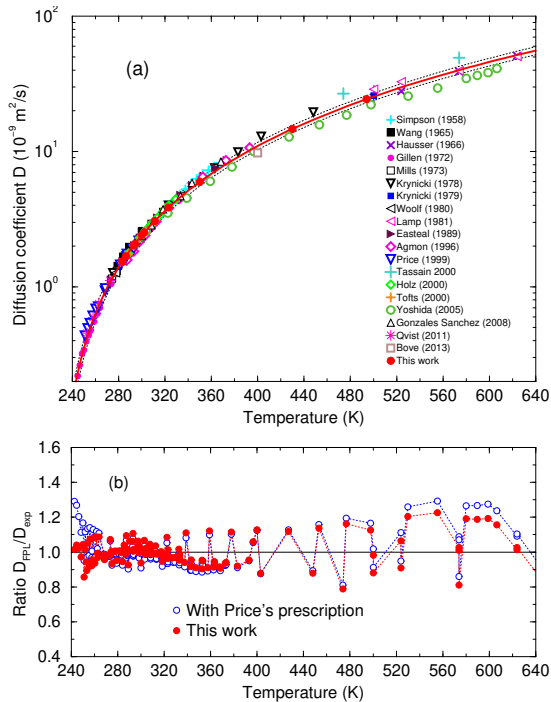 (a)
Diffusion coefficient D (10⁻⁹ m²/s)
10²
10¹
10⁰
Simpson (1958)
Wang (1965)
Hausser (1966)
Gillen (1972)
Mills (1973)
Krynicki (1978)
Krynicki (1979)
Woolf (1980)
Lamp (1981)
Easteal (1989)
Agmon (1996)
Price (1999)
Tassain 2000
Holz (2000)
Tofts (2000)
Yoshida (2005)
Gonzales Sanchez (2008)
Qvist (2011)
Bove (2013)
This work
240 280 320 360 400 440 480 520 560 600 640
Temperature (K)
(b)
Ratio D_FPL/D_exp
1.6
1.4
1.2
1.0
0.8
0.6
0.4
With Price's prescription
This work
240 280 320 360 400 440 480 520 560 600 640
Temperature (K)